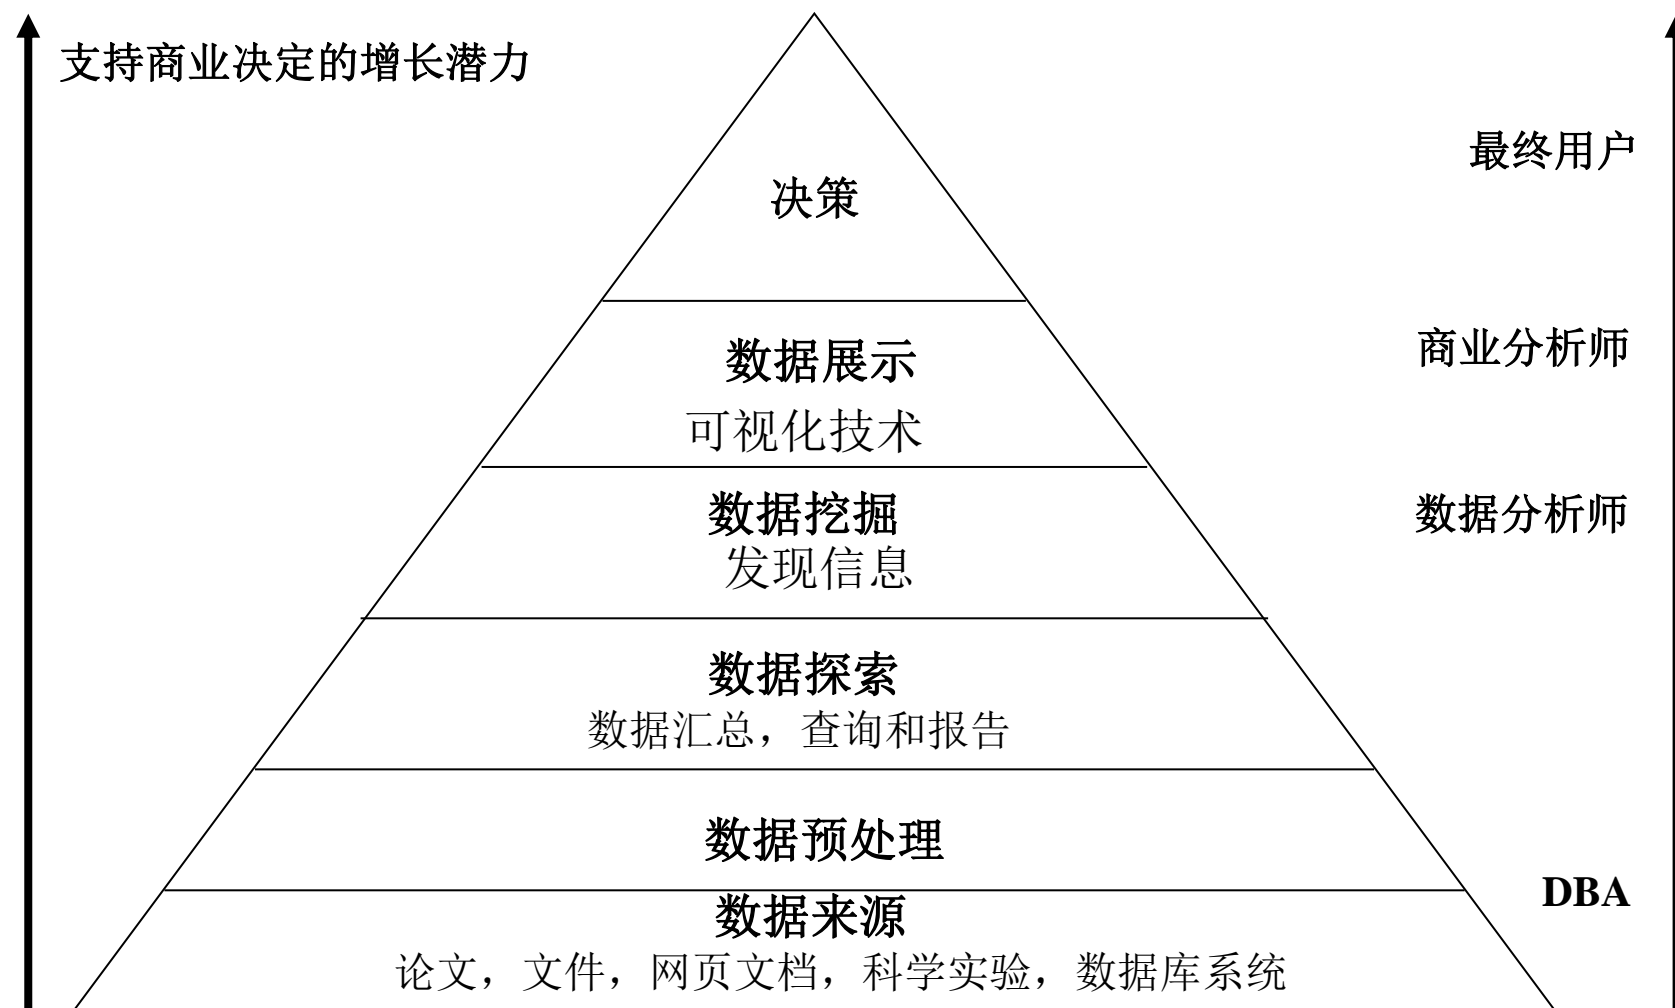 支持商业决定的增长潜力
最终用户
决策
数据展示
商业分析师
可视化技术
数据挖掘
数据分析师
发现信息
数据探索
数据汇总，查询和报告
数据预处理
DBA
数据来源
论文，文件，网页文档，科学实验，数据库系统